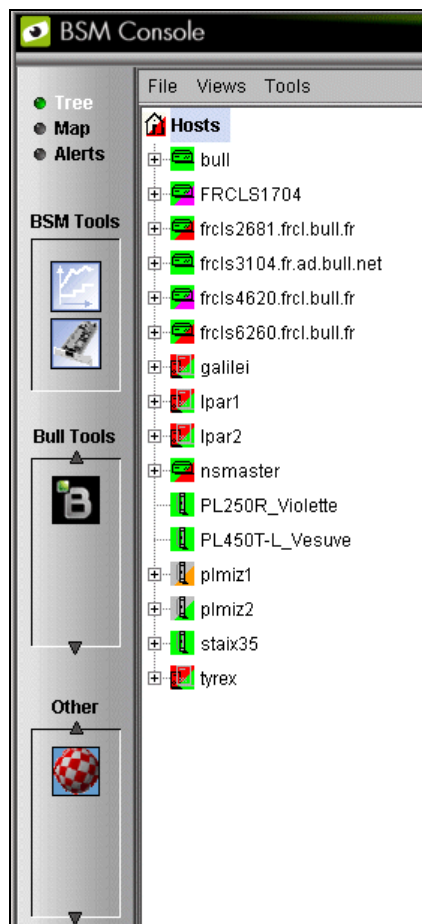 BSM Console
Tree
Map
Alerts
BSM Tools
Bull Tools
B
Other
File Views Tools
Hosts
bull
FRCLS1704
frcls2681.frcl.bull.fr
frcls3104.fr.ad.bull.net
frcls4620.frcl.bull.fr
frcls6260.frcl.bull.fr
galilei
lpar1
lpar2
nsmaster
PL250R_Violette
PL450T-L_Vesuve
plmiz1
plmiz2
staix35
tyrex